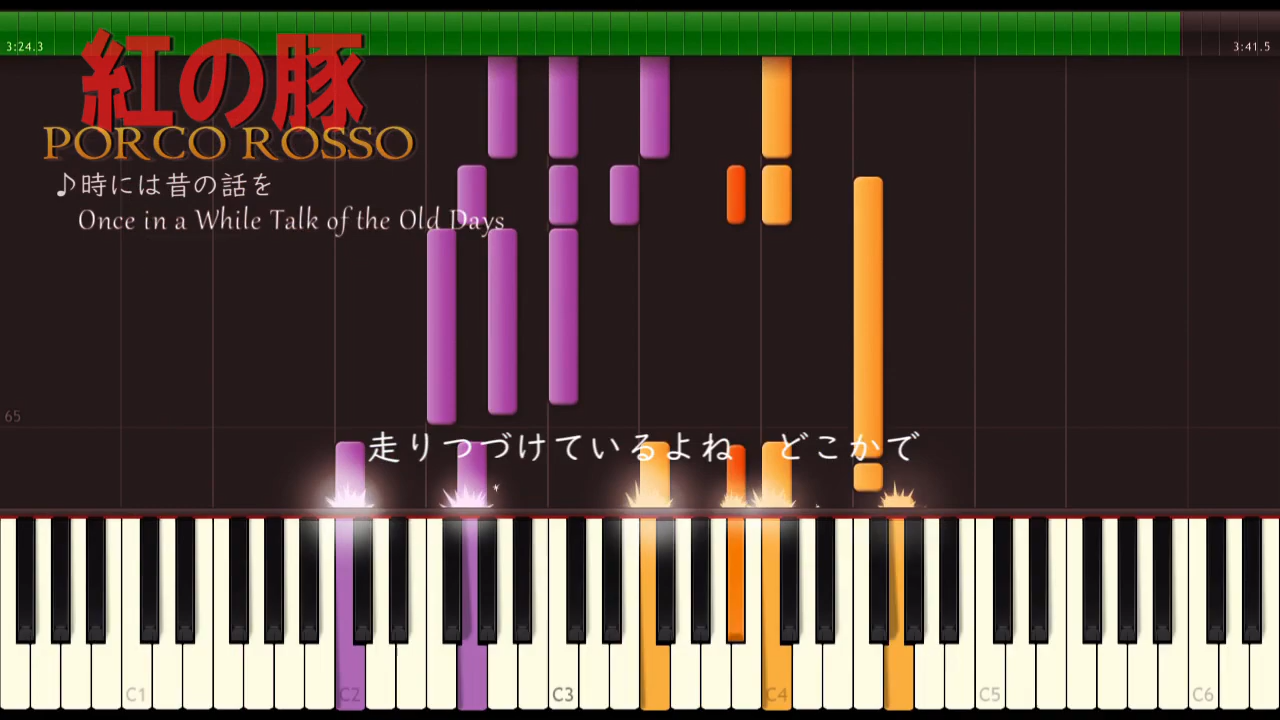 3:24.3
3:41.5
紅の豚
PORCO ROSSO
♪時には昔の話を
Once in a While Talk of the Old Days
65
走りつづけているよね　どこかで
C1 C2 C3 C4 C5 C6